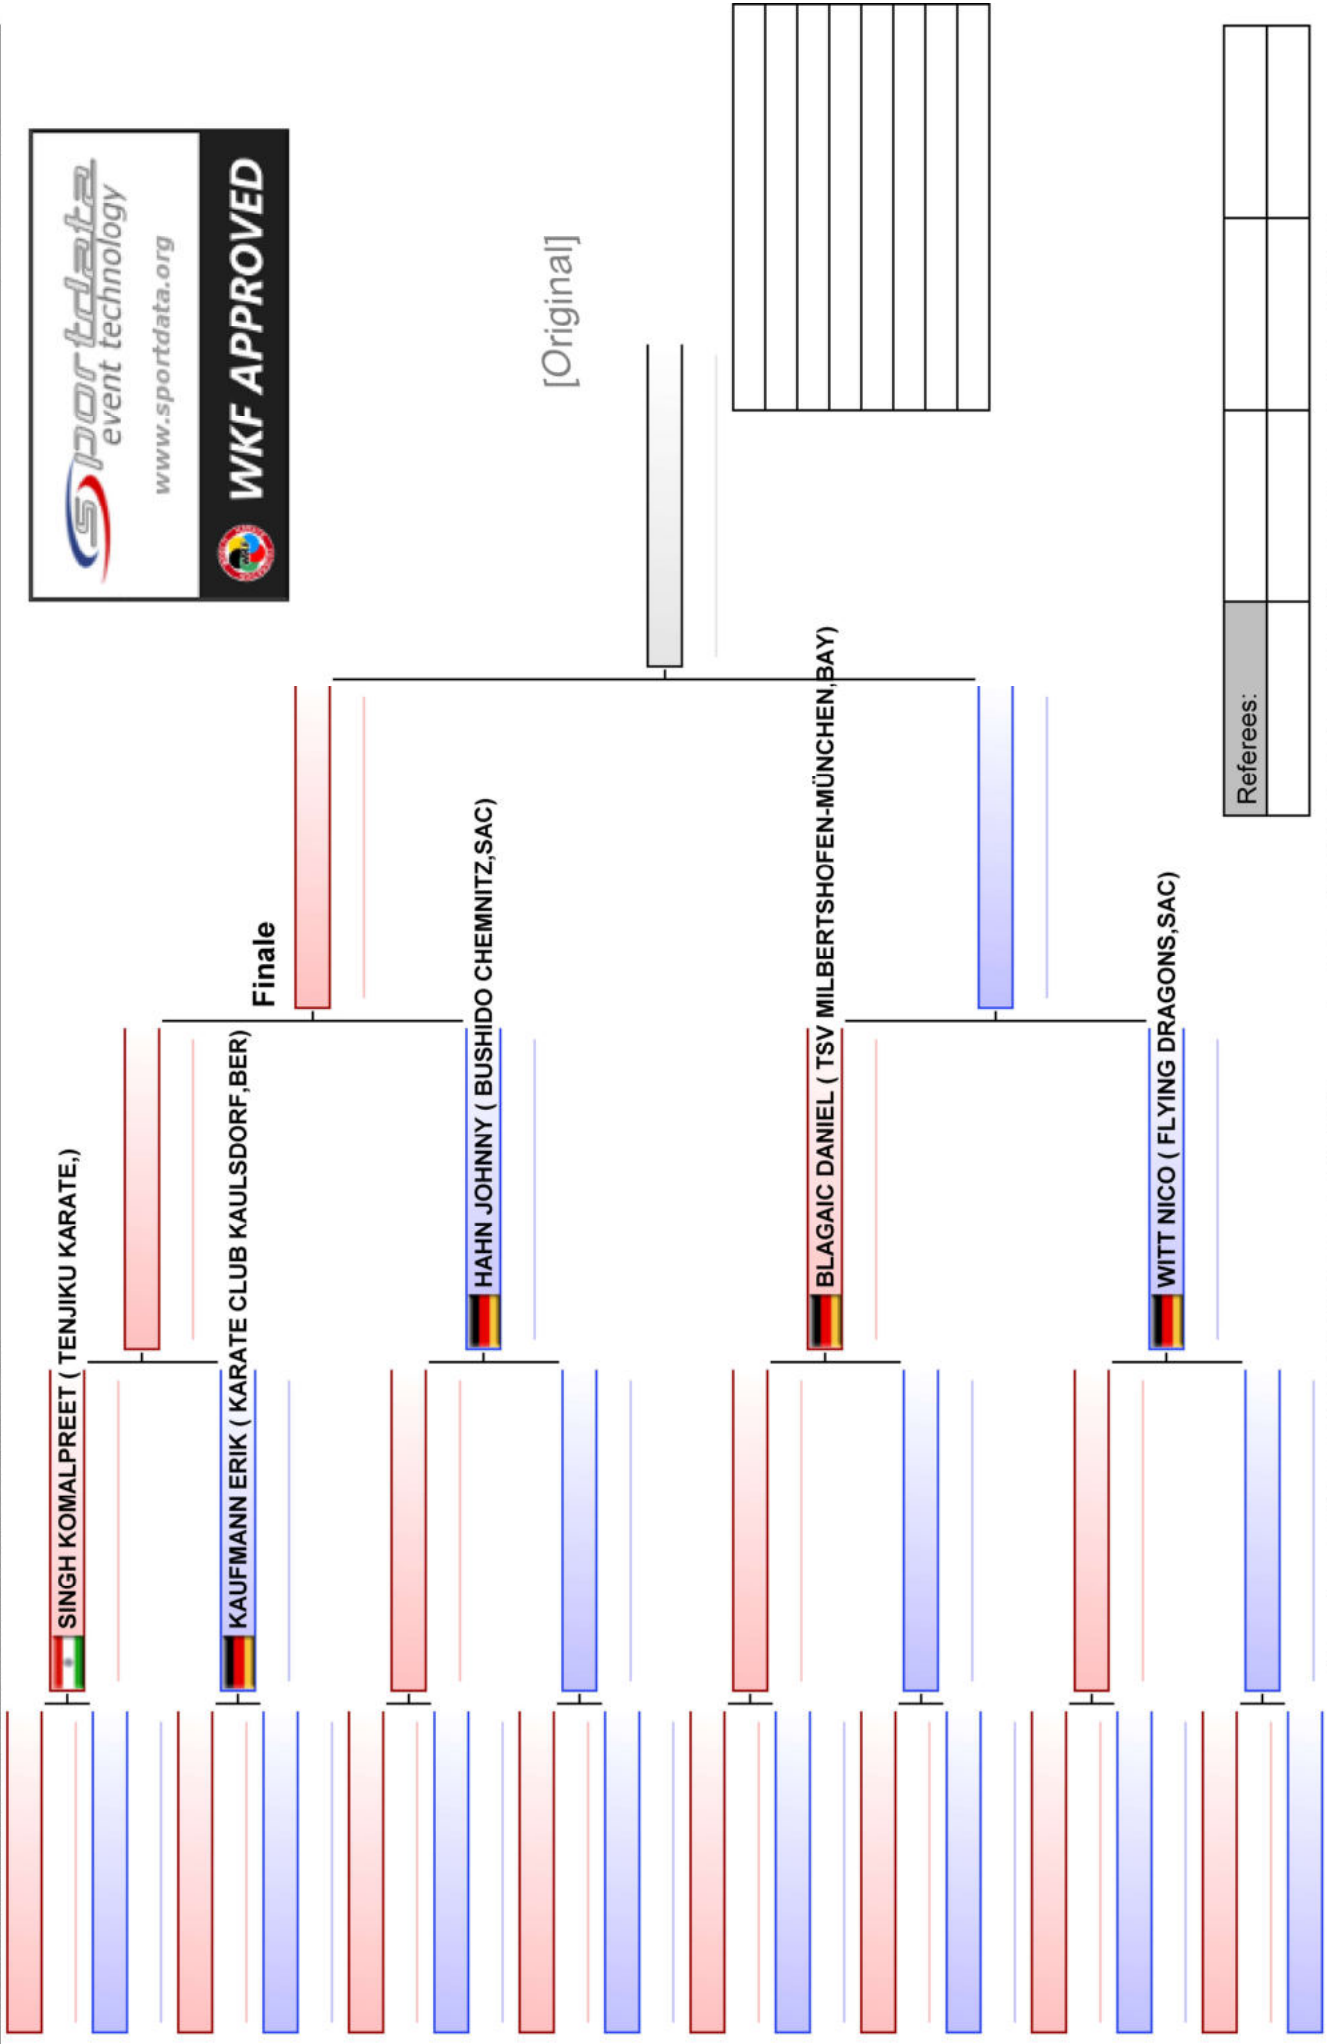 sportdata
event technology
www.sportdata.org
WKF APPROVED
[Original]
Finale
SINGH KOMALPREET ( TENJIKU KARATE,)
KAUFMANN ERIK ( KARATE CLUB KAULSDORF,BER)
HAHN JOHNNY ( BUSHIDO CHEMNITZ,SAC)
BLAGAIC DANIEL ( TSV MILBERTSHOFEN-MÜNCHEN,BAY)
WITT NICO ( FLYING DRAGONS,SAC)
Referees: